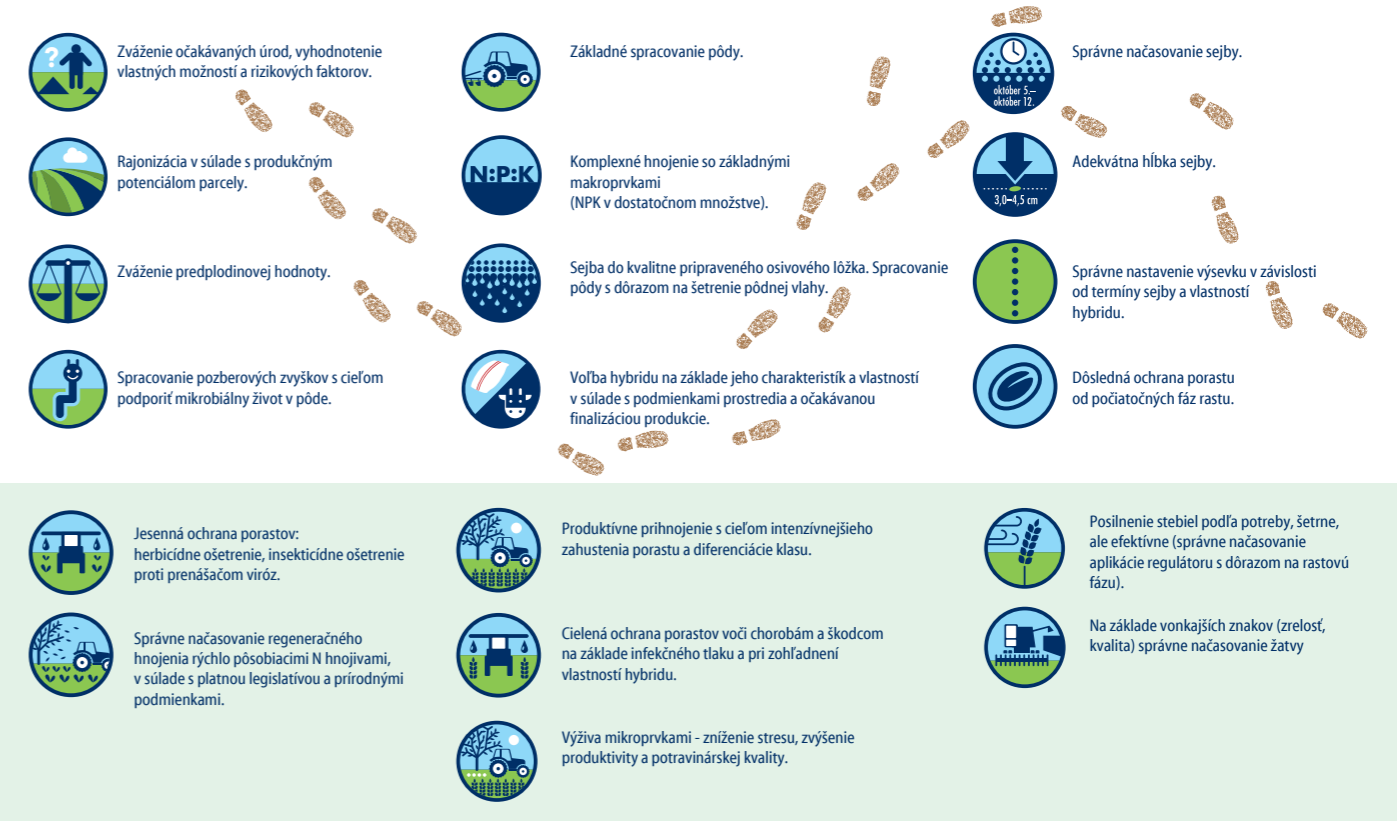 ?
Zváženie očakávaných úrod, vyhodnotenie
vlastných možností a rizikových faktorov.
Rajonizácia v súlade s produkčným
potenciálom parcely.
Zváženie predplodinovej hodnoty.
Spracovanie pozberových zvyškov s cieľom
podporiť mikrobiálny život v pôde.
Základné spracovanie pôdy.
N:P:K
Komplexné hnojenie so základnými
makroprvkami
(NPK v dostatočnom množstve).
Sejba do kvalitne pripraveného osivového lôžka. Spracovanie
pôdy s dôrazom na šetrenie pôdnej vlahy.
Voľba hybridu na základe jeho charakteristík a vlastností
v súlade s podmienkami prostredia a očakávanou
finalizáciou produkcie.
október 5.–
október 12.
Správne načasovanie sejby.
3,0–4,5 cm
Adekvátna hĺbka sejby.
Správne nastavenie výsevku v závislosti
od termíny sejby a vlastností
hybridu.
Dôsledná ochrana porastu
od počiatočných fáz rastu.
Jesenná ochrana porastov:
herbicídne ošetrenie, insekticídne ošetrenie
proti prenášačom viróz.
Správne načasovanie regeneračného
hnojenia rýchlo pôsobiacimi N hnojivami,
v súlade s platnou legislatívou a prírodnými
podmienkami.
Produktívne prihnojenie s cieľom intenzívnejšieho
zahustenia porastu a diferenciácie klasu.
Cielená ochrana porastov voči chorobám a škodcom
na základe infekčného tlaku a pri zohľadnení
vlastností hybridu.
Výživa mikroprvkami - zníženie stresu, zvýšenie
produktivity a potravinárskej kvality.
Posilnenie stebiel podľa potreby, šetrne,
ale efektívne (správne načasovanie
aplikácie regulátoru s dôrazom na rastovú
fázu).
Na základe vonkajších znakov (zrelosť,
kvalita) správne načasovanie žatvy